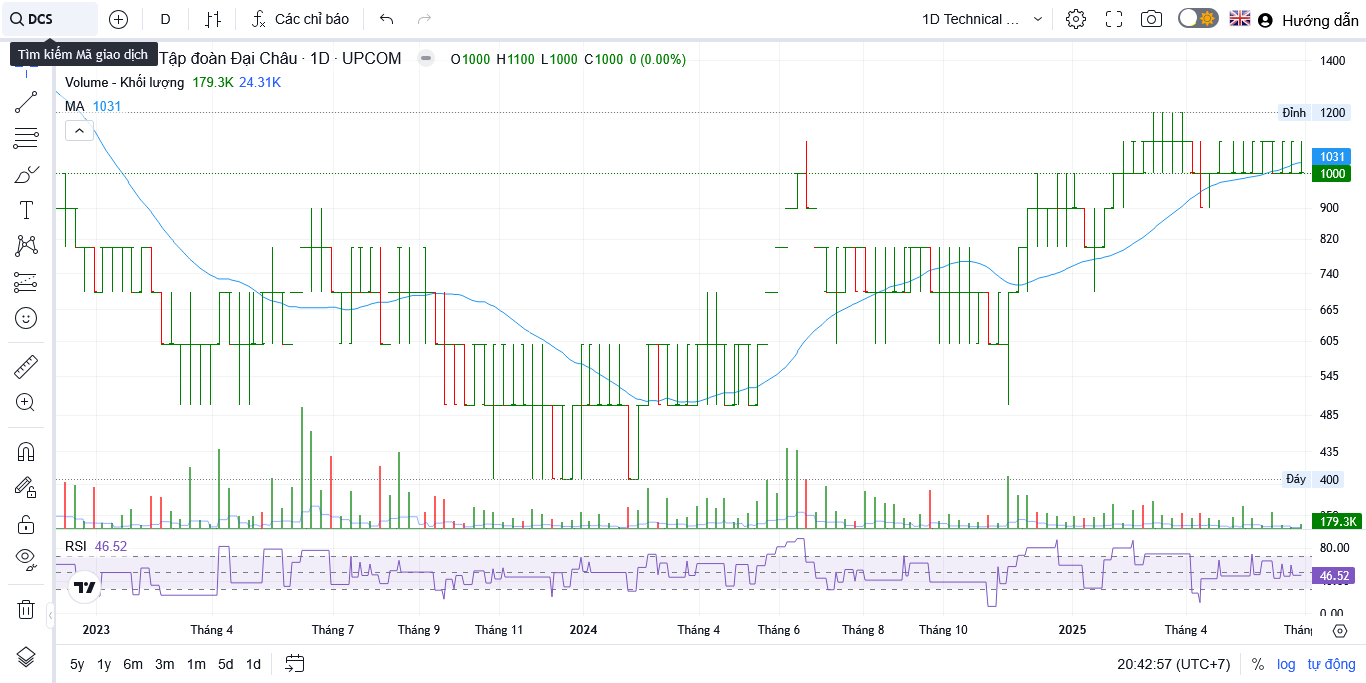 DCS D Các chỉ báo 1D Technical ... Hướng dẫn
Tìm kiếm Mã giao dịch
Tập đoàn Đại Châu · 1D · UPCOM O1000 H1100 L1000 C1000 0 (0.00%)
Volume - Khối lượng 179.3K 24.31K
MA 1031
1400
Đỉnh 1200
1031
1000
900
820
740
665
605
545
485
435
Đáy 400
179.3K
RSI 46.52
80.00
46.52
0.00
2023 Tháng 4 Tháng 7 Tháng 9 Tháng 11 2024 Tháng 4 Tháng 6 Tháng 8 Tháng 10 2025 Tháng 4
5y 1y 6m 3m 1m 5d 1d 20:42:57 (UTC+7) % log tự động